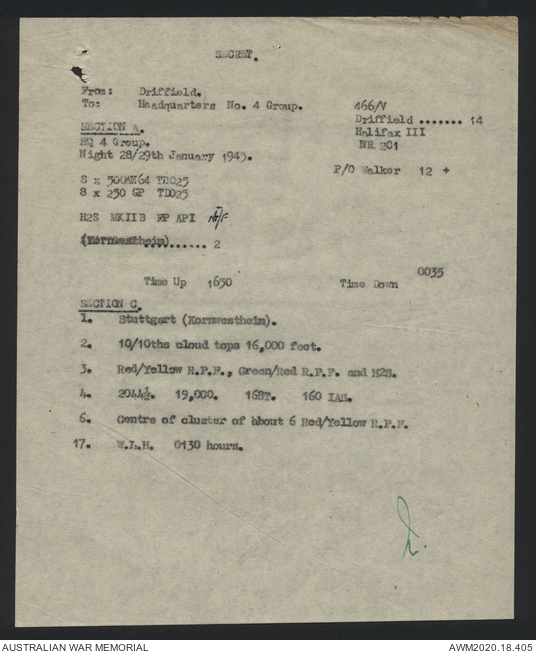 SECRET.
From: Driffield.
To: Headquarters No. 4 Group.
466/V
Driffield ....... 14
Halifax III
NR 201
P/O Walker 12 +
SECTION A.
HQ 4 Group.
Night 28/29th January 1945.
8 x 500AN64 TD025
8 x 250 GP TD025
H2S MKIIB FP API
(Kornwestheim)......... 2
Time Up 1650
Time Down 0035
SECTION C.
1. Stuttgart (Kornwestheim).
2. 10/10ths cloud tops 16,000 feet.
3. Red/Yellow R.P.F., Green/Red R.P.F. and H2S.
4. 2044½. 19,000. 168T. 160 IAS.
6. Centre of cluster of about 6 Red/Yellow R.P.F.
17. W.L.H. 0130 hours.
AUSTRALIAN WAR MEMORIAL
AWM2020.18.405